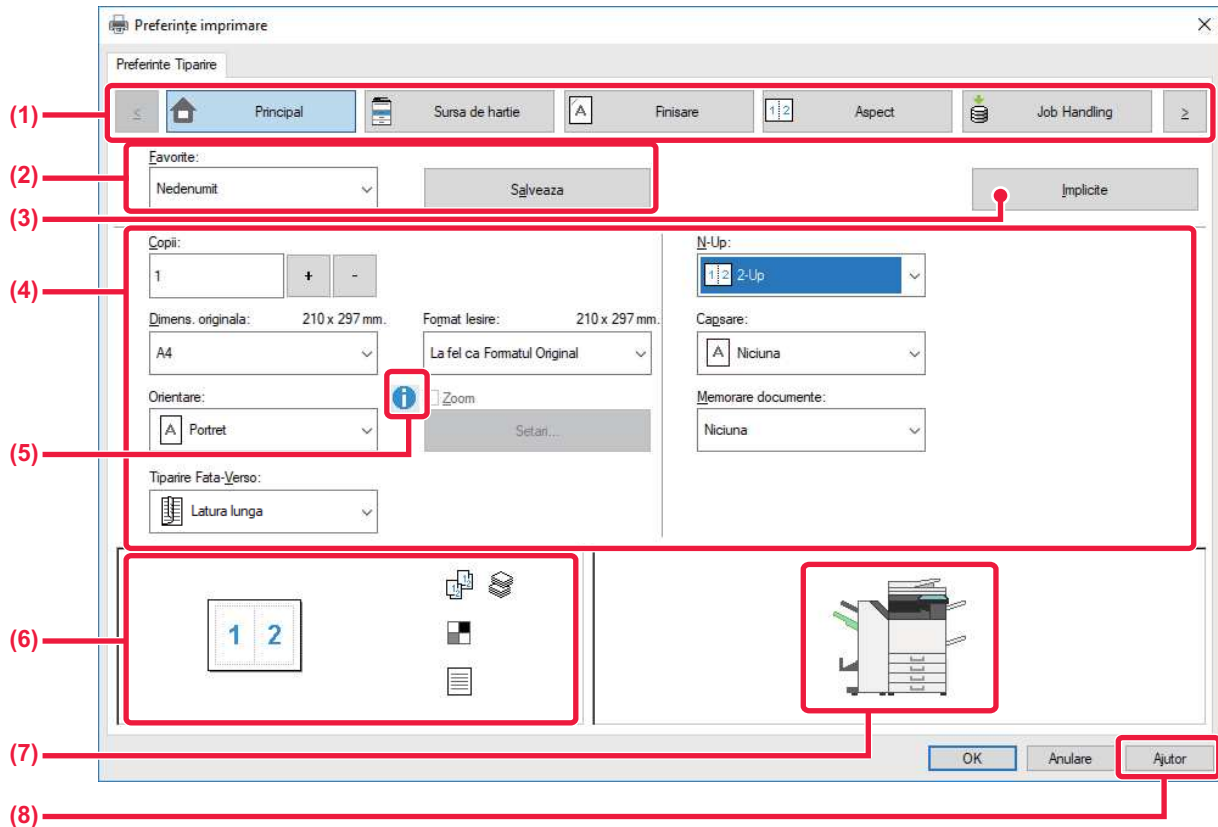 Preferințe imprimare
Preferinte Tiparire
(1)
<
Principal
Sursa de hartie
Finisare
Aspect
Job Handling
>
(2)
Favorite:
Nedenumit
Salveaza
(3)
Implicite
(4)
Copii:
1
+
-
N-Up:
1 2 2-Up
Dimens. originala: 210 x 297 mm.
A4
Format Iesire: 210 x 297 mm.
La fel ca Formatul Original
Capsare:
A Niciuna
Orientare:
A Portret
(5)
Zoom
Setari...
Memorare documente:
Niciuna
Tiparire Fata-Verso:
Latura lunga
(6)
1 2
(7)
OK
Anulare
Ajutor
(8)